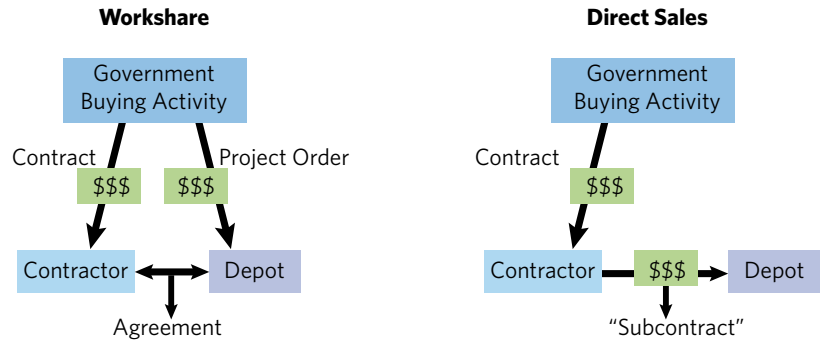 Workshare
Government
Buying Activity
Contract
Project Order
$$$
$$$
Contractor
Depot
Agreement
Direct Sales
Government
Buying Activity
Contract
$$$
Contractor
$$$
Depot
“Subcontract”